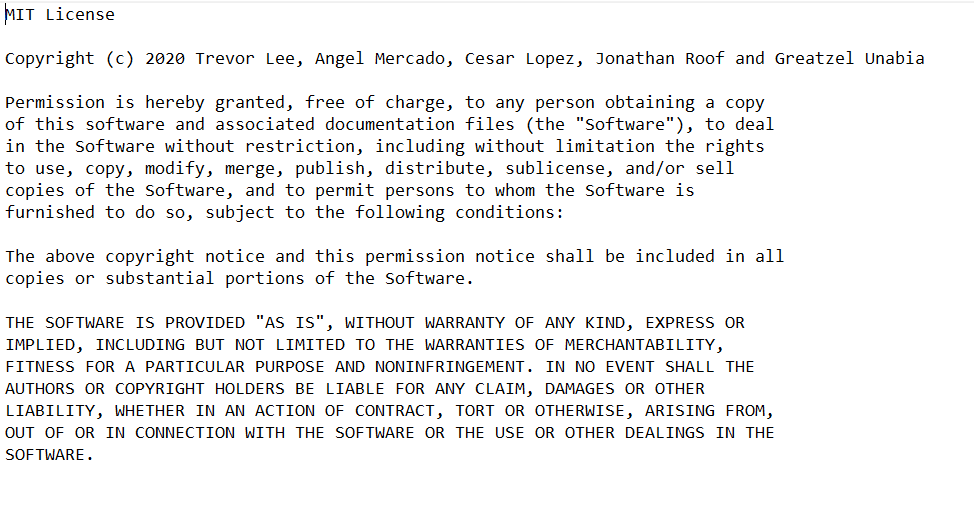 MIT License
Copyright (c) 2020 Trevor Lee, Angel Mercado, Cesar Lopez, Jonathan Roof and Greatzel Unabia
Permission is hereby granted, free of charge, to any person obtaining a copy
of this software and associated documentation files (the "Software"), to deal
in the Software without restriction, including without limitation the rights
to use, copy, modify, merge, publish, distribute, sublicense, and/or sell
copies of the Software, and to permit persons to whom the Software is
furnished to do so, subject to the following conditions:
The above copyright notice and this permission notice shall be included in all
copies or substantial portions of the Software.
THE SOFTWARE IS PROVIDED "AS IS", WITHOUT WARRANTY OF ANY KIND, EXPRESS OR
IMPLIED, INCLUDING BUT NOT LIMITED TO THE WARRANTIES OF MERCHANTABILITY,
FITNESS FOR A PARTICULAR PURPOSE AND NONINFRINGEMENT. IN NO EVENT SHALL THE
AUTHORS OR COPYRIGHT HOLDERS BE LIABLE FOR ANY CLAIM, DAMAGES OR OTHER
LIABILITY, WHETHER IN AN ACTION OF CONTRACT, TORT OR OTHERWISE, ARISING FROM,
OUT OF OR IN CONNECTION WITH THE SOFTWARE OR THE USE OR OTHER DEALINGS IN THE
SOFTWARE.